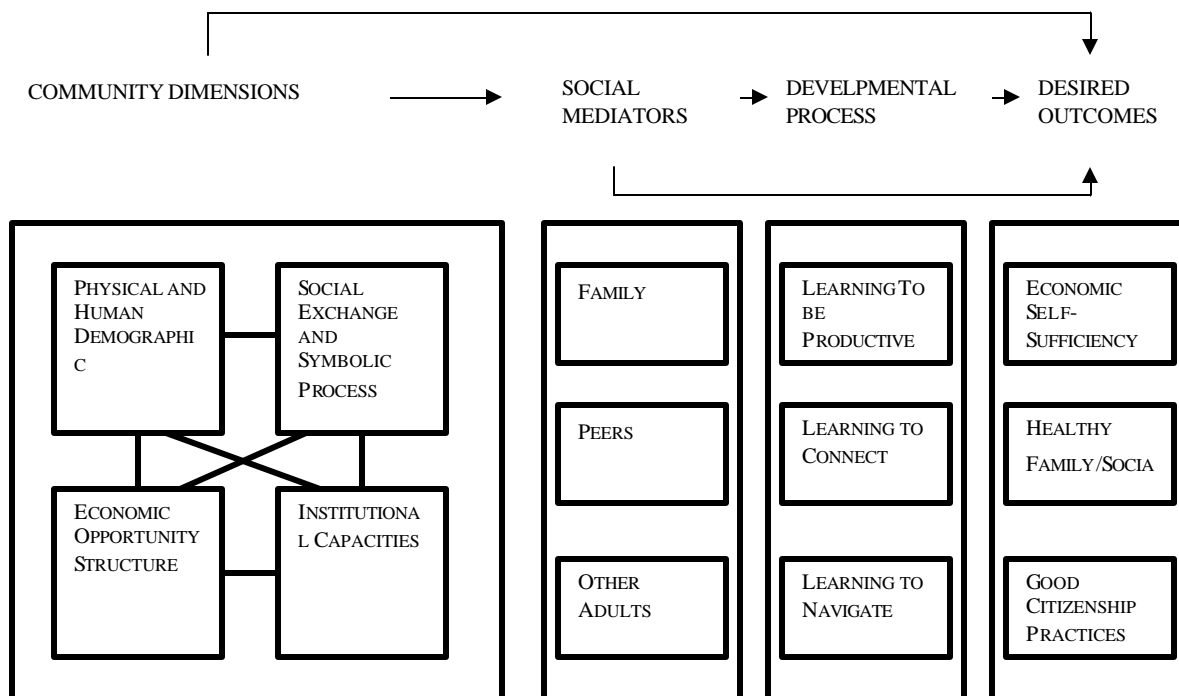 COMMUNITY DIMENSIONS
SOCIAL
MEDIATORS
DEVELPMENTAL
PROCESS
DESIRED
OUTCOMES
PHYSICAL AND
HUMAN
DEMOGRAPHI
C
SOCIAL
EXCHANGE
AND
SYMBOLIC
PROCESS
ECONOMIC
OPPORTUNITY
STRUCTURE
INSTITUTIONA
L CAPACITIES
FAMILY
PEERS
OTHER
ADULTS
LEARNING TO
BE
PRODUCTIVE
LEARNING TO
CONNECT
LEARNING TO
NAVIGATE
ECONOMIC
SELF-
SUFFICIENCY
HEALTHY
FAMILY/SOCIA
GOOD
CITIZENSHIP
PRACTICES